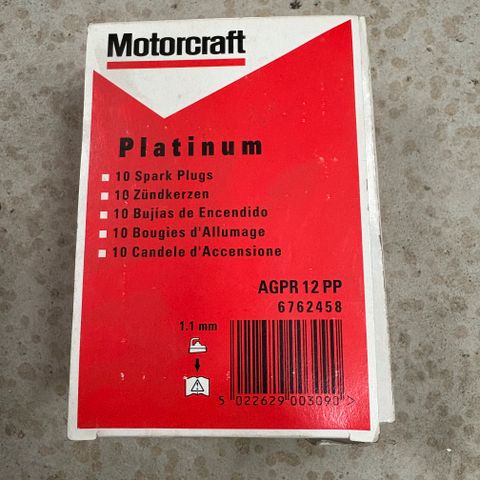 Motorcraft
Platinum
10 Spark Plugs
10 Zündkerzen
10 Bujías de Encendido
10 Bougies d'Allumage
10 Candele d'Accensione
AGPR 12 PP
6762458
1.1 mm
5 022629 003090 >